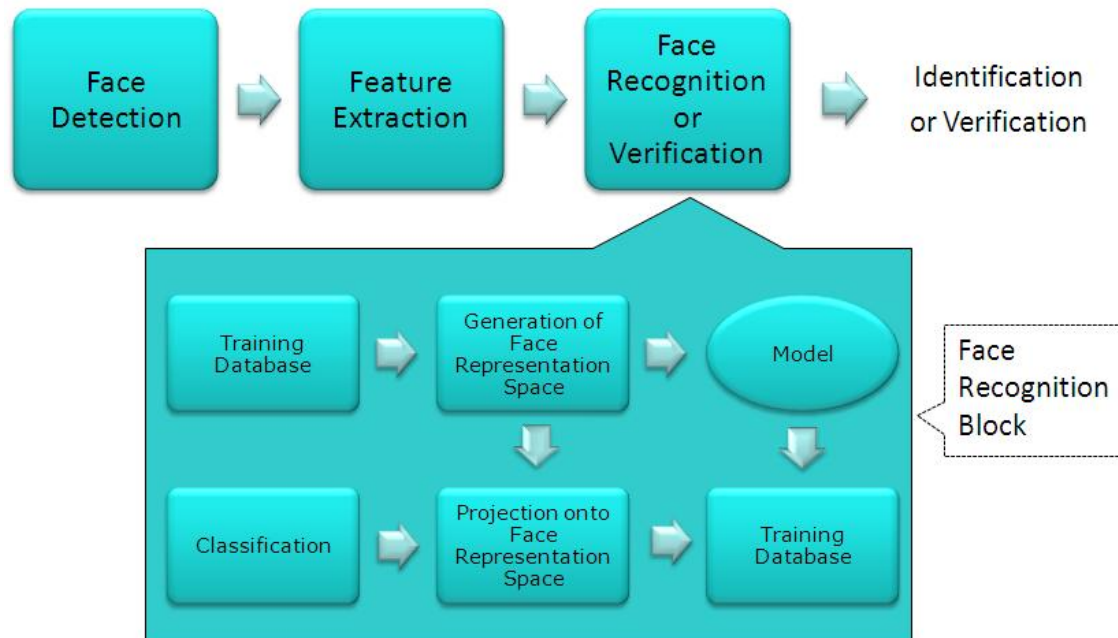 Face
Detection
Feature
Extraction
Face
Recognition
or
Verification
Identification
or Verification
Training
Database
Generation of
Face
Representation
Space
Model
Face
Recognition
Block
Classification
Projection onto
Face
Representation
Space
Training
Database